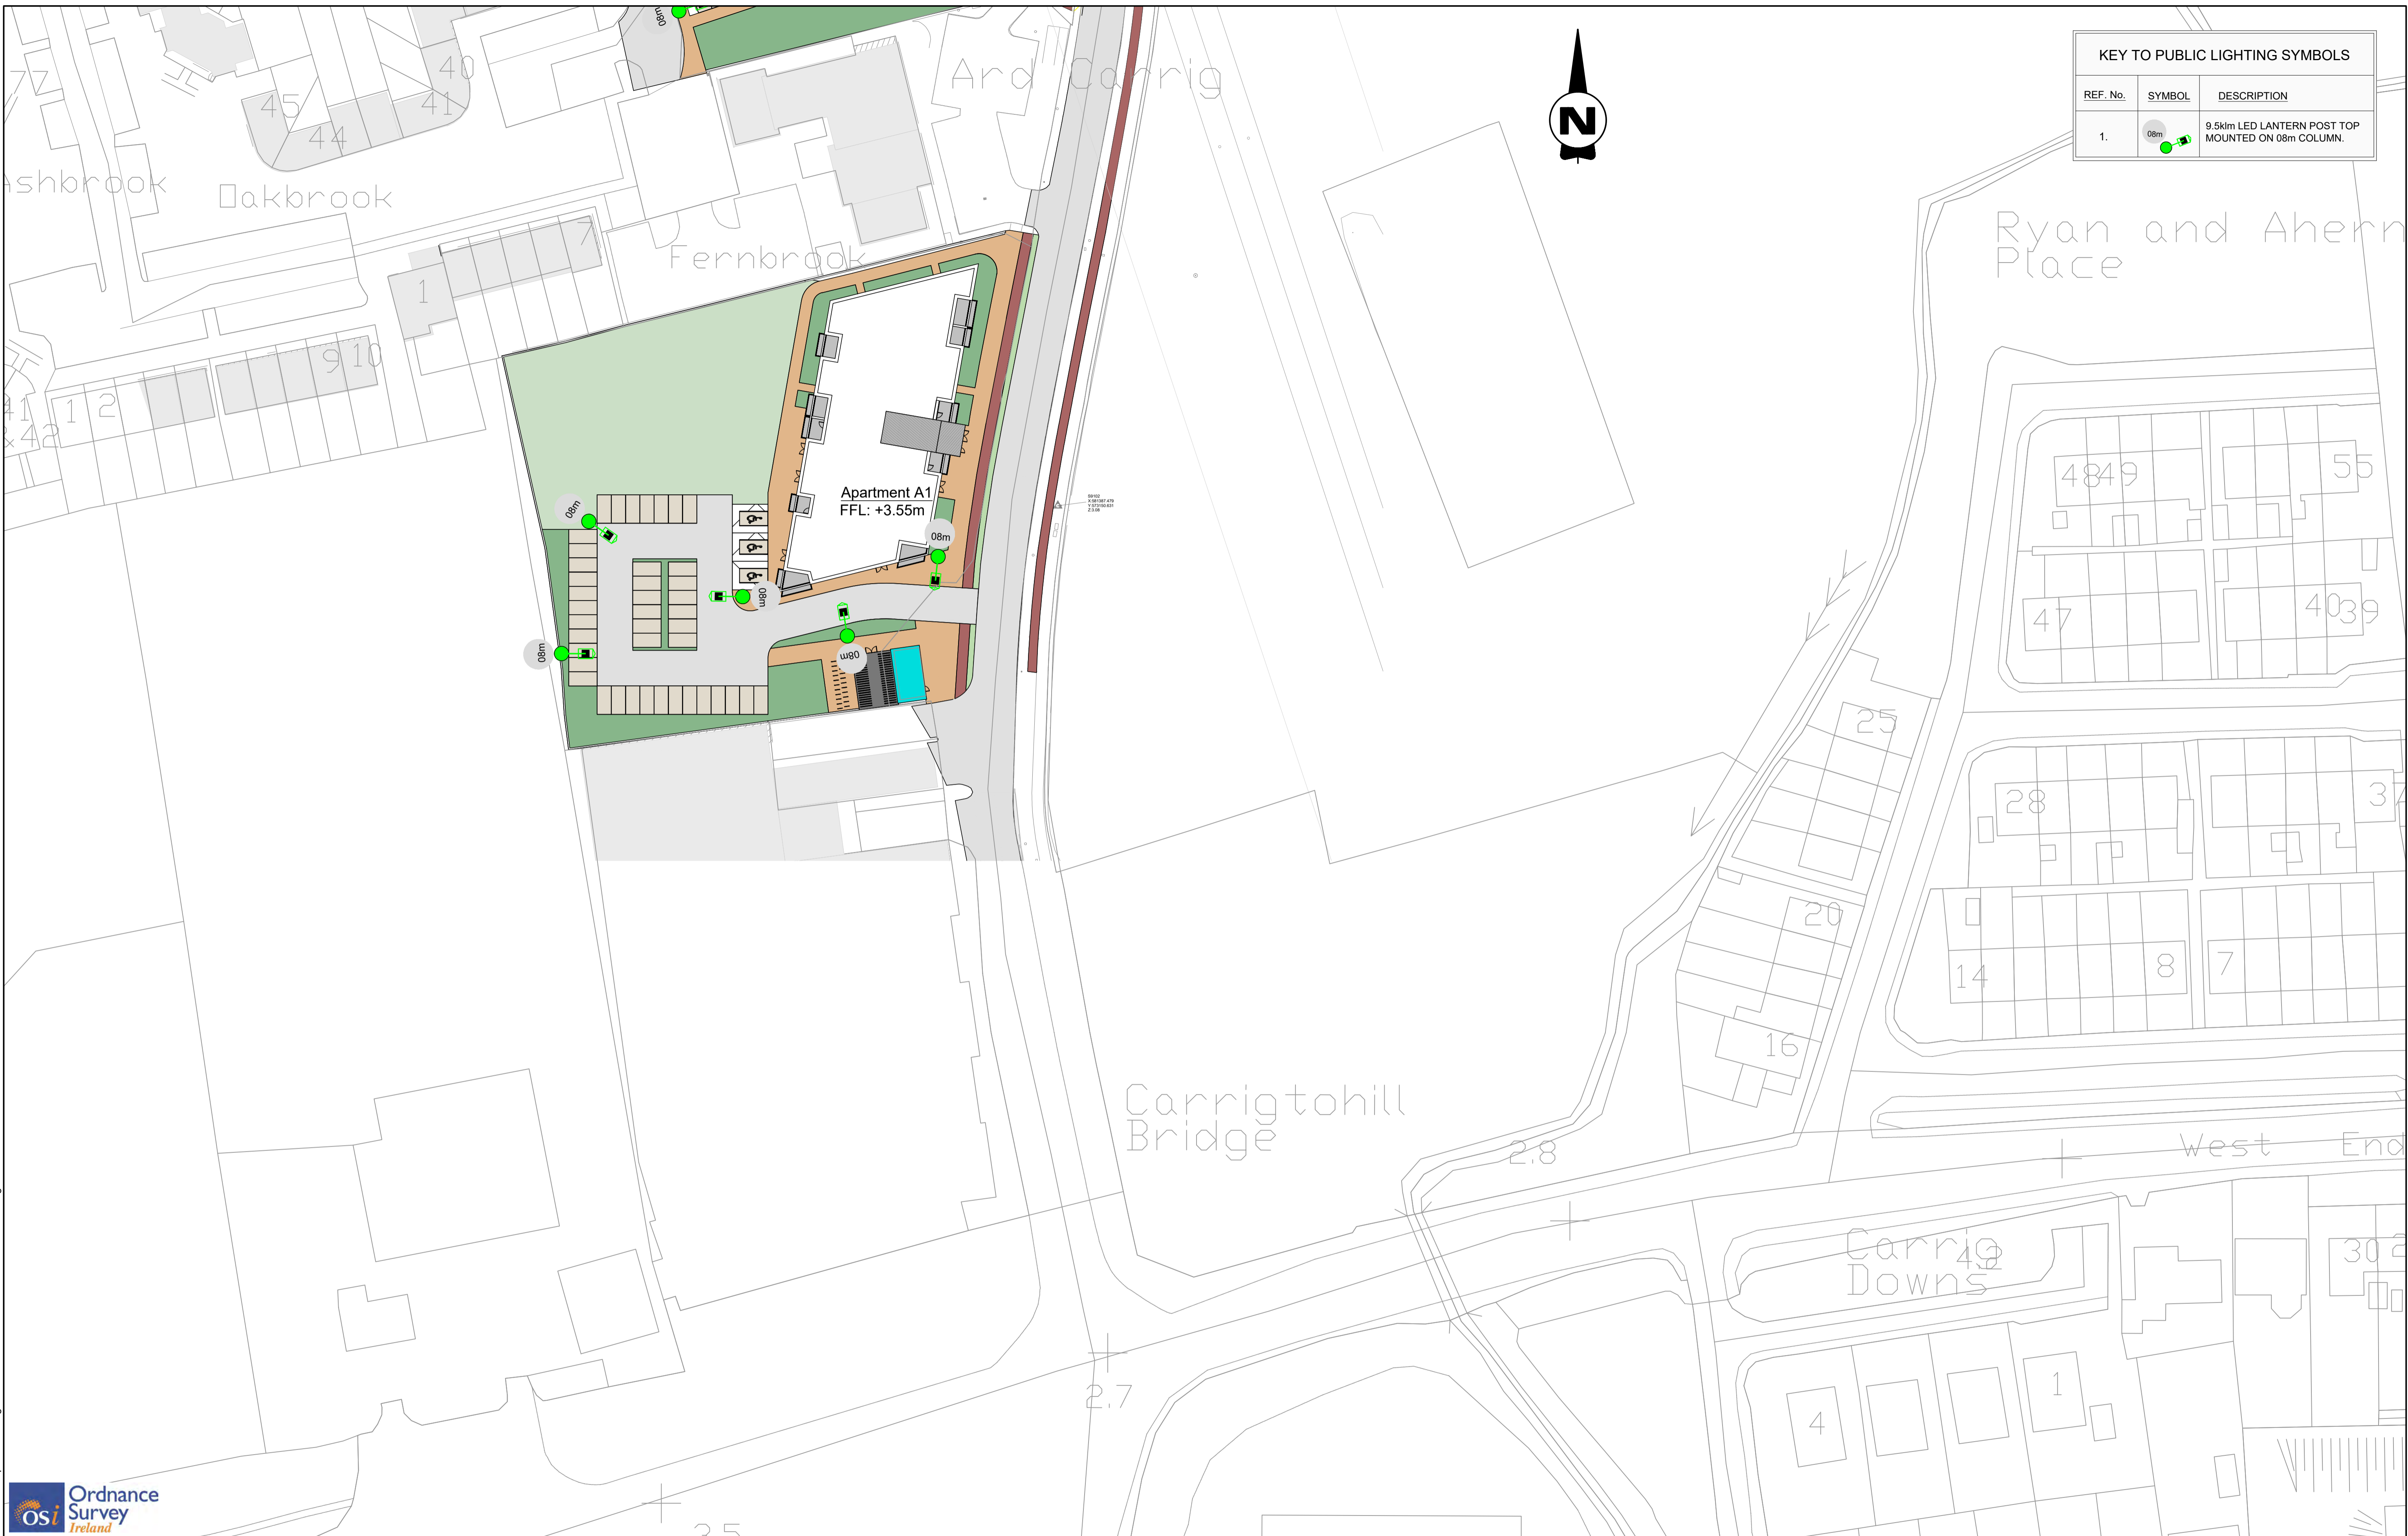 08m
77
40
45
41
44
Ard Carrig
N
KEY TO PUBLIC LIGHTING SYMBOLS
REF. No.
SYMBOL
DESCRIPTION
1.
08m
9.5klm LED LANTERN POST TOP
MOUNTED ON 08m COLUMN.
Oakbrook
7
Fernbrook
1
Ryan and Ahern
Place
9 10
1 2
48 49
55
Apartment A1
FFL: +3.55m
08m
08m
08m
08m
08m
47
40 39
25
28
20
14
8
7
16
Carrigtohill
Bridge
2.8
West End
Carrig
Downs
4.2
30
2.7
4
1
Ordnance
Survey
Ireland
osi